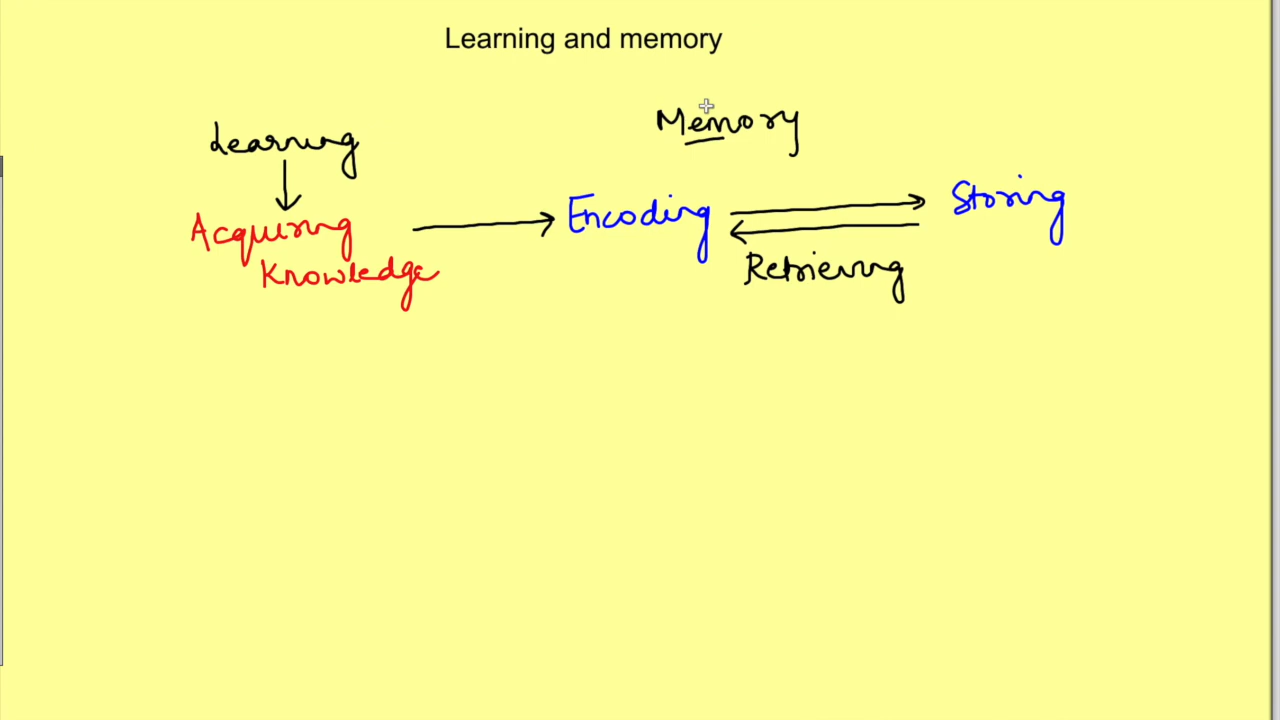 Learning and memory
Memory
Learning
Acquiring
Knowledge
Encoding
Storing
Retrieving